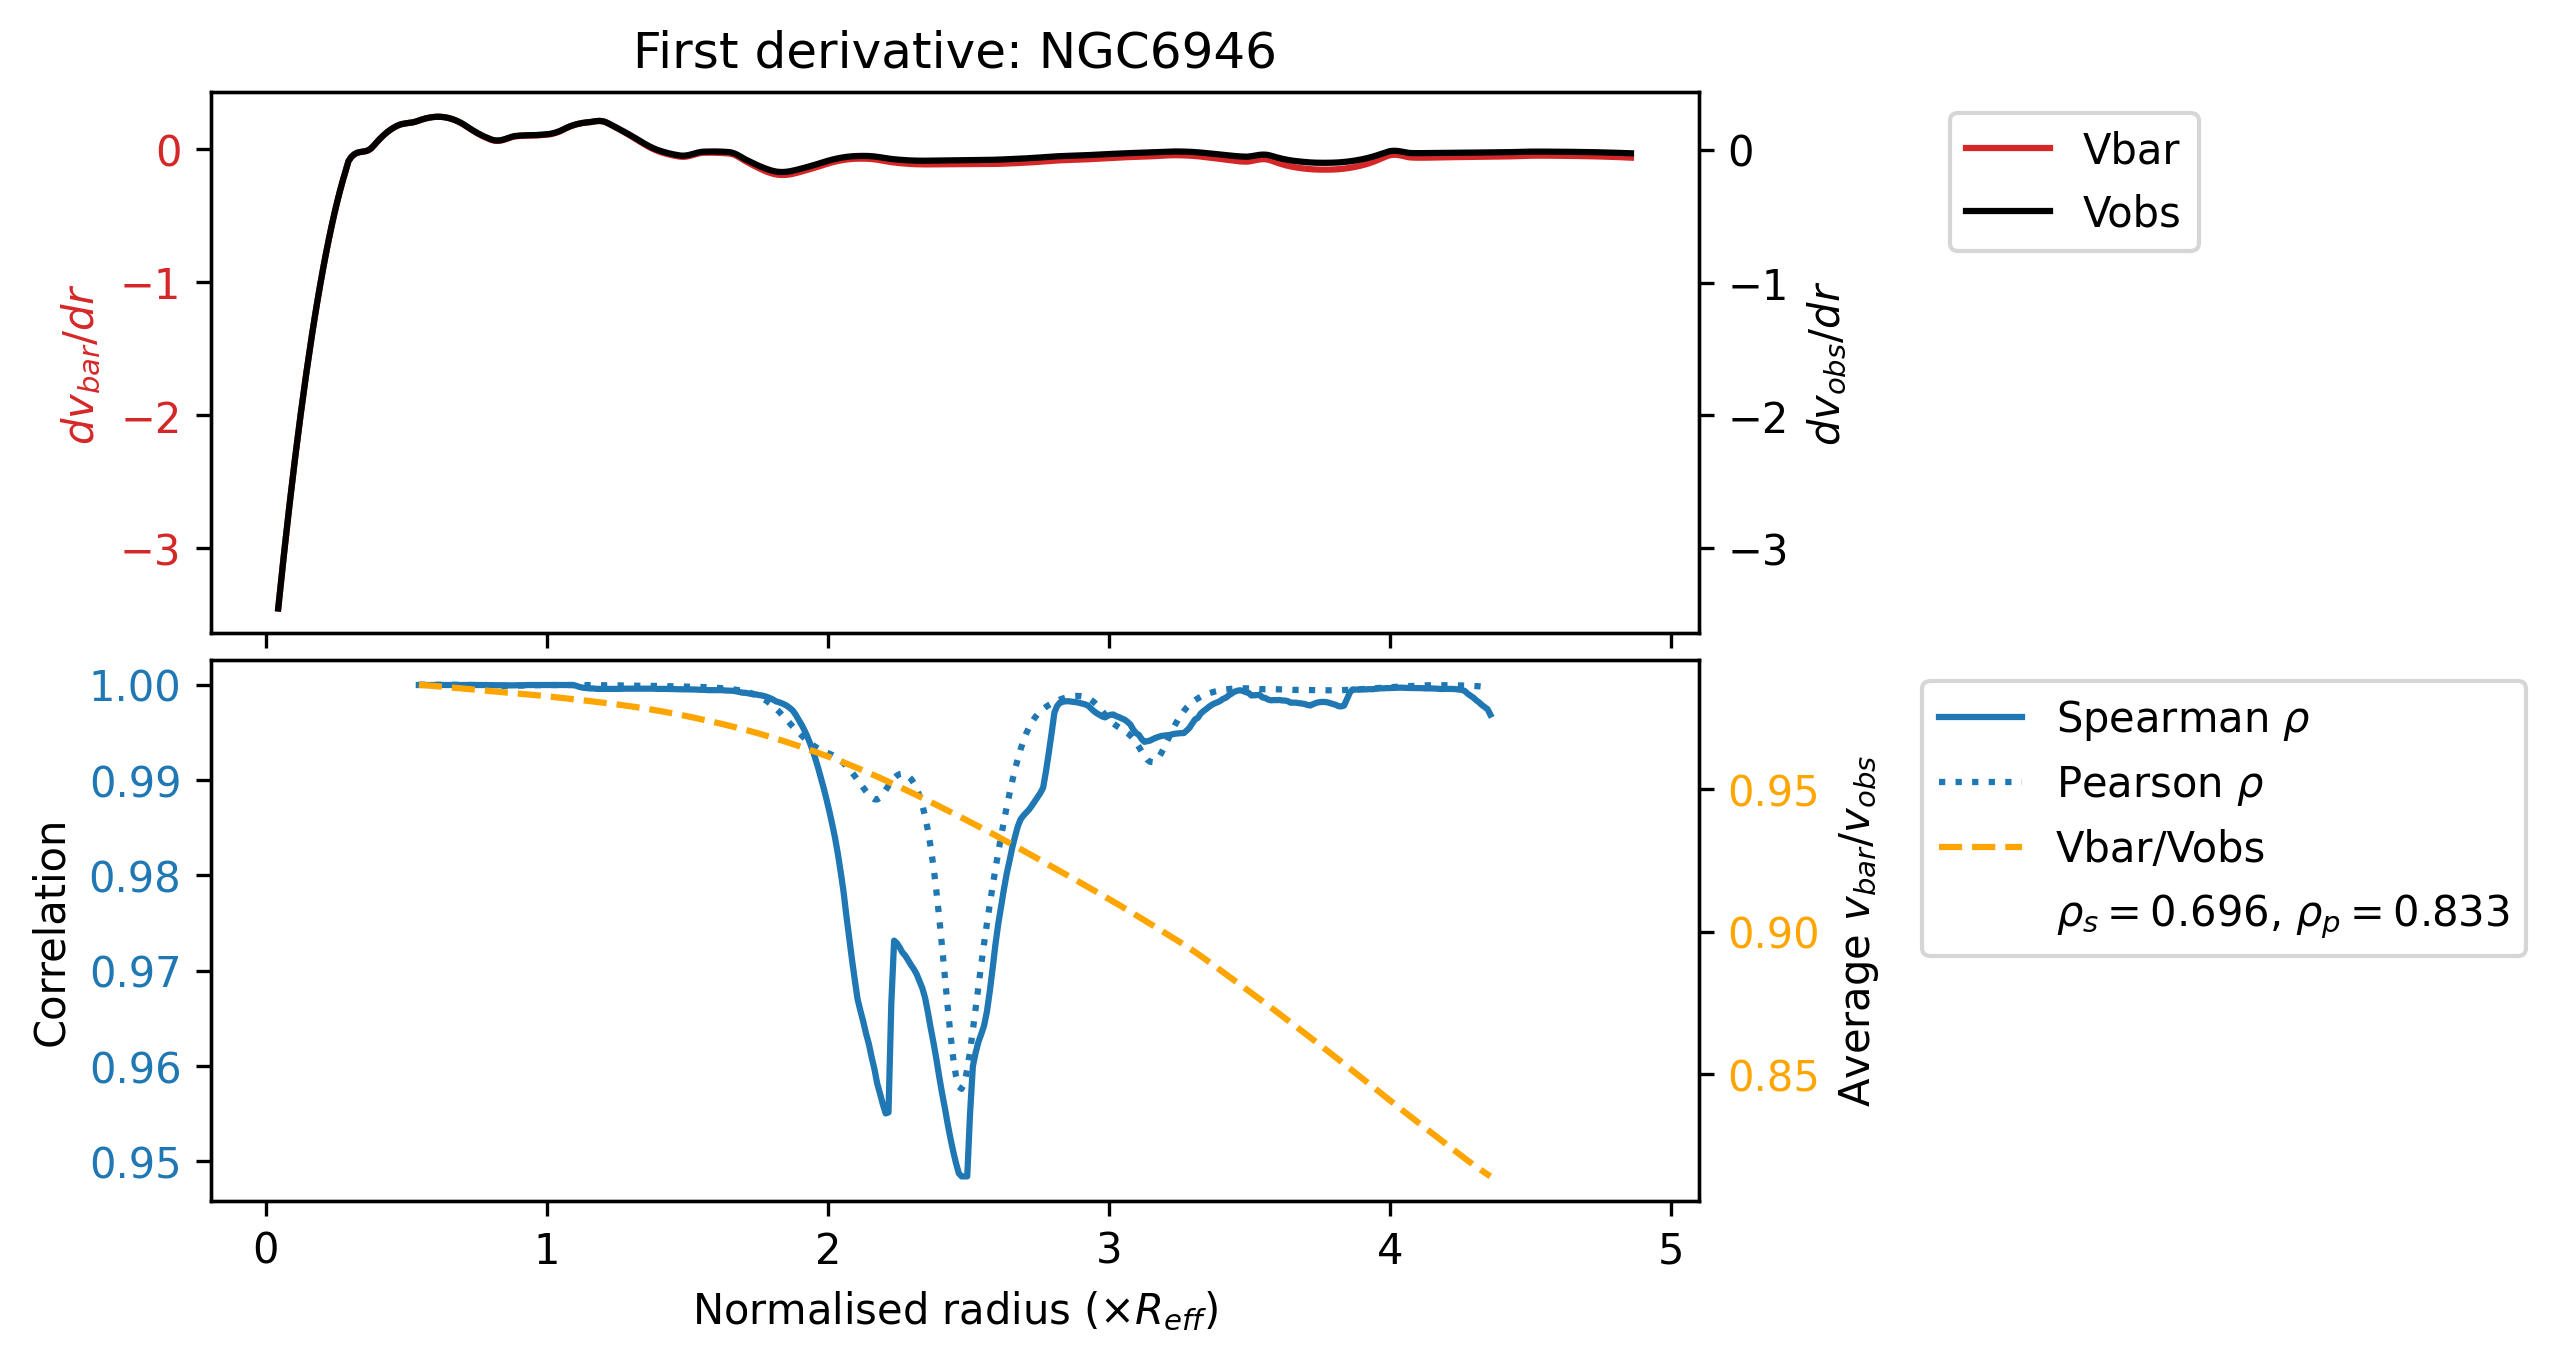 First derivative: NGC6946
0
−1
−2
−3
dv_bar/dr
0
−1
−2
−3
dv_obs/dr
Vbar
Vobs
1.00
0.99
0.98
0.97
0.96
0.95
Correlation
0.95
0.90
0.85
Average v_bar/v_obs
Spearman ρ
Pearson ρ
Vbar/Vobs
ρ_s = 0.696, ρ_p = 0.833
0 1 2 3 4 5
Normalised radius (×R_eff)